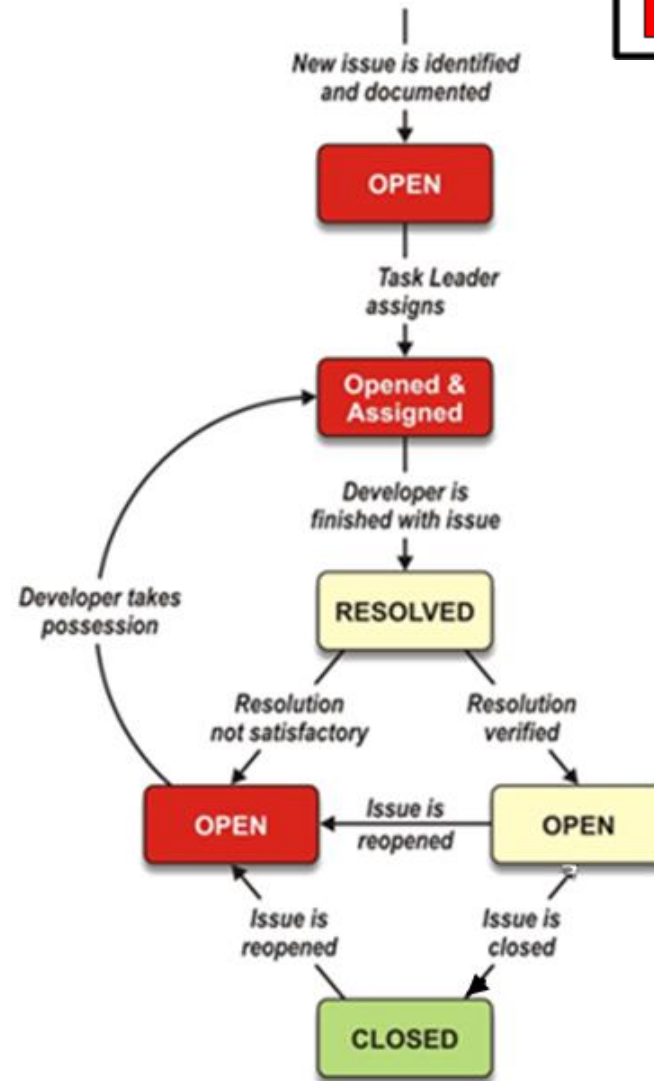 New issue is identified
and documented
OPEN
Task Leader
assigns
Opened &
Assigned
Developer is
finished with issue
Developer takes
possession
RESOLVED
Resolution
not satisfactory
Resolution
verified
OPEN
Issue is
reopened
OPEN
Issue is
reopened
Issue is
closed
CLOSED